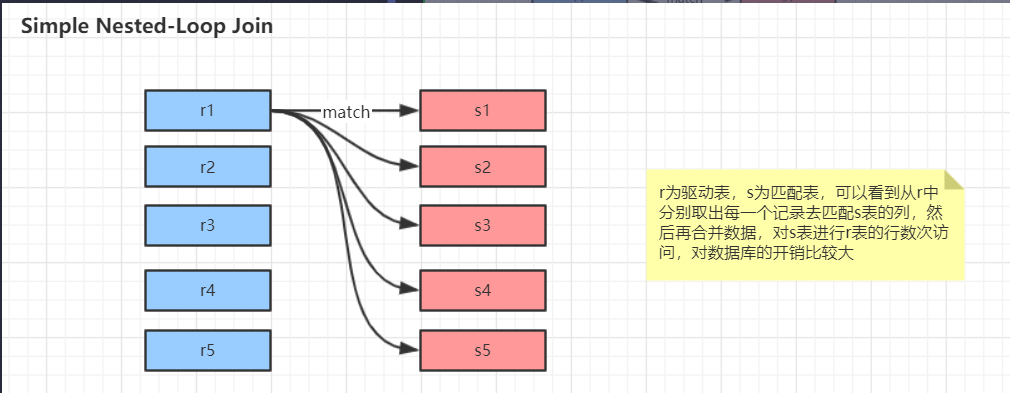 Simple Nested-Loop Join
r1
match
s1
r2
s2
r3
s3
r4
s4
r5
s5
r为驱动表，s为匹配表，可以看到从r中
分别取出每一个记录去匹配s表的列，然
后再合并数据，对s表进行r表的行数次访
问，对数据库的开销比较大